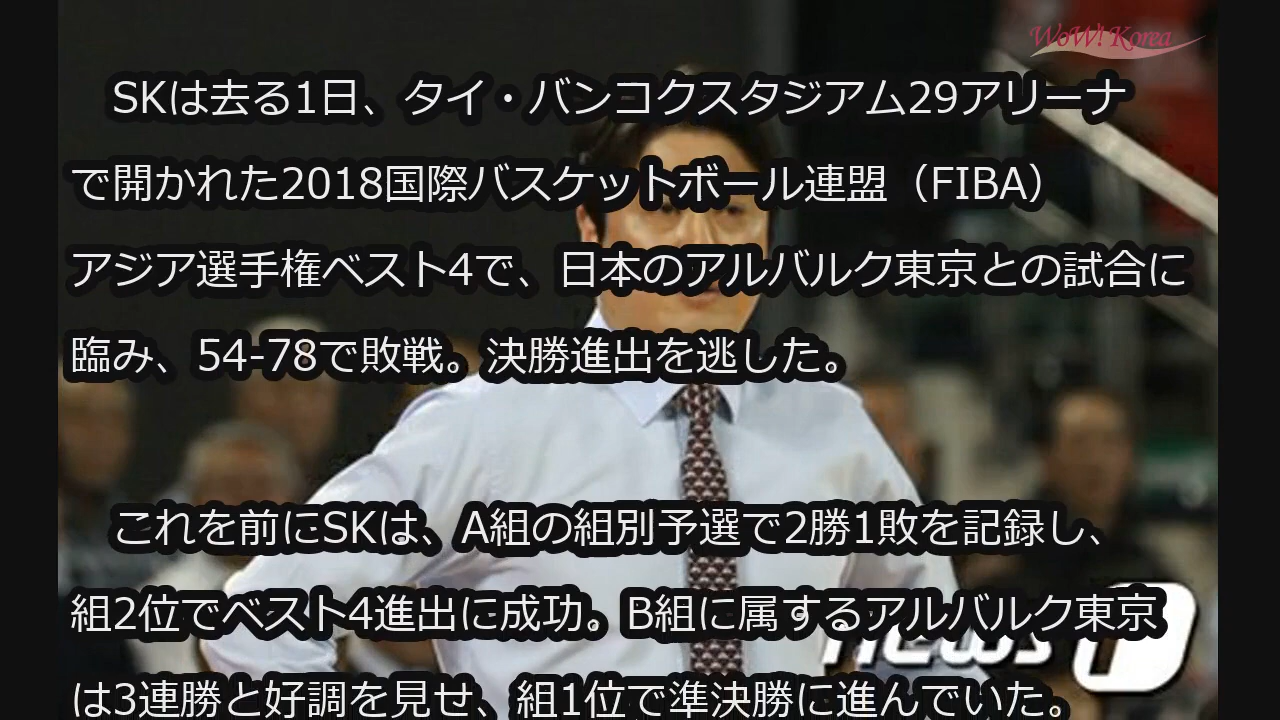 WoW! Korea
SKは去る1日、タイ・バンコクスタジアム29アリーナ
で開かれた2018国際バスケットボール連盟（FIBA）
アジア選手権ベスト4で、日本のアルバルク東京との試合に
臨み、54-78で敗戦。決勝進出を逃した。
これを前にSKは、A組の組別予選で2勝1敗を記録し、
組2位でベスト4進出に成功。B組に属するアルバルク東京
news
は3連勝と好調を見せ、組1位で準決勝に進んでいた。